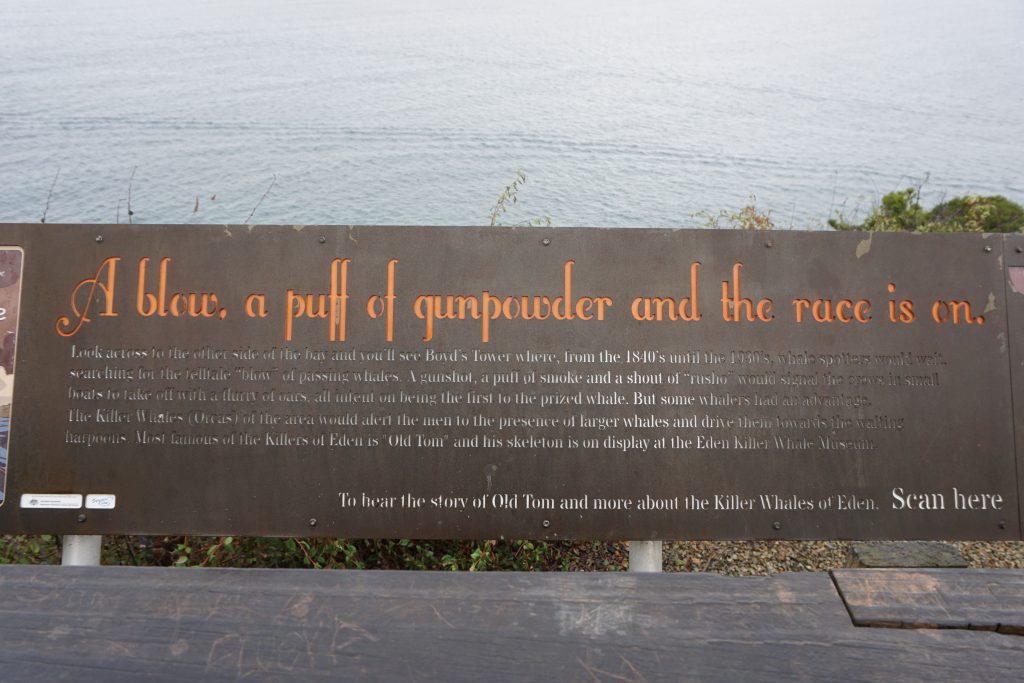 A blow, a puff of gunpowder and the race is on.
Look across to the other side of the bay and you'll see Boyd's Tower where, from the 1840's until the 1930's, whale spotters would wait,
searching for the telltale "blow" of passing whales. A gunshot, a puff of smoke and a shout of "rusho" would signal the crews in small
boats to take off with a flurry of oars, all intent on being the first to the prized whale. But some whalers had an advantage.
The Killer Whales (Orcas) of the area would alert the men to the presence of larger whales and drive them towards the waiting
harpoons. Most famous of the Killers of Eden is "Old Tom" and his skeleton is on display at the Eden Killer Whale Museum.
To hear the story of Old Tom and more about the Killer Whales of Eden. Scan here